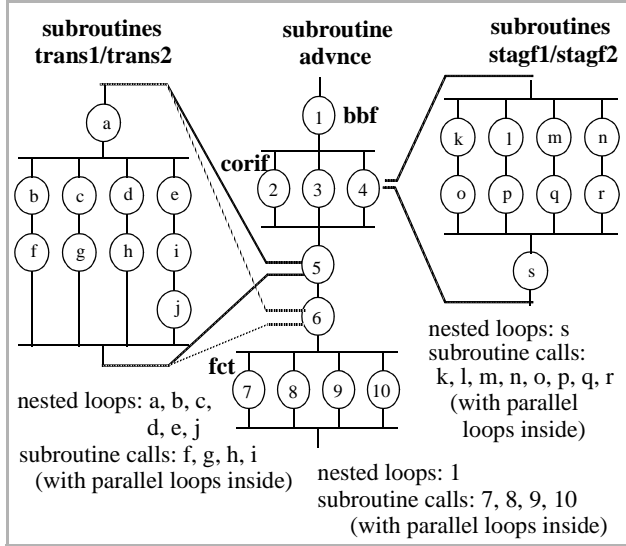 subroutines
trans1/trans2
subroutine
advnce
subroutines
stagf1/stagf2
a
b
c
d
e
f
g
h
i
j
1
bbf
corif
2
3
4
5
6
fct
7
8
9
10
k
l
m
n
o
p
q
r
s
nested loops: a, b, c,
d, e, j
subroutine calls: f, g, h, i
(with parallel loops inside)
nested loops: 1
subroutine calls: 7, 8, 9, 10
(with parallel loops inside)
nested loops: s
subroutine calls:
k, l, m, n, o, p, q, r
(with parallel
loops inside)